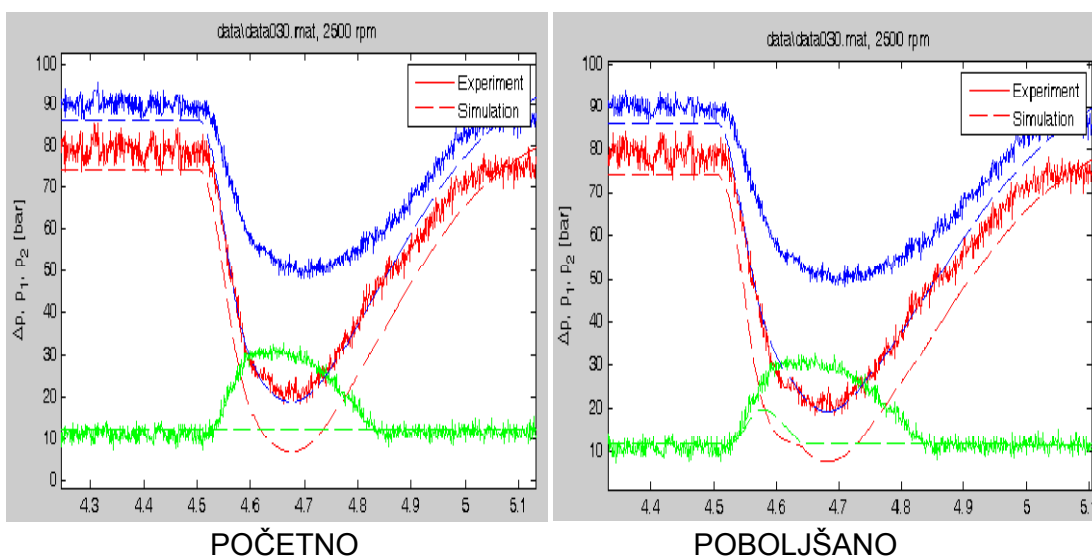 data\data030.mat, 2500 rpm
100
90
80
70
60
50
40
30
20
10
0
Δp, p₁, p₂ [bar]
Experiment
Simulation
4.3 4.4 4.5 4.6 4.7 4.8 4.9 5 5.1
POČETNO
data\data030.mat, 2500 rpm
100
90
80
70
60
50
40
30
20
10
Δp, p₁, p₂ [bar]
Experiment
Simulation
4.4 4.5 4.6 4.7 4.8 4.9 5 5.1
POBOLJŠANO